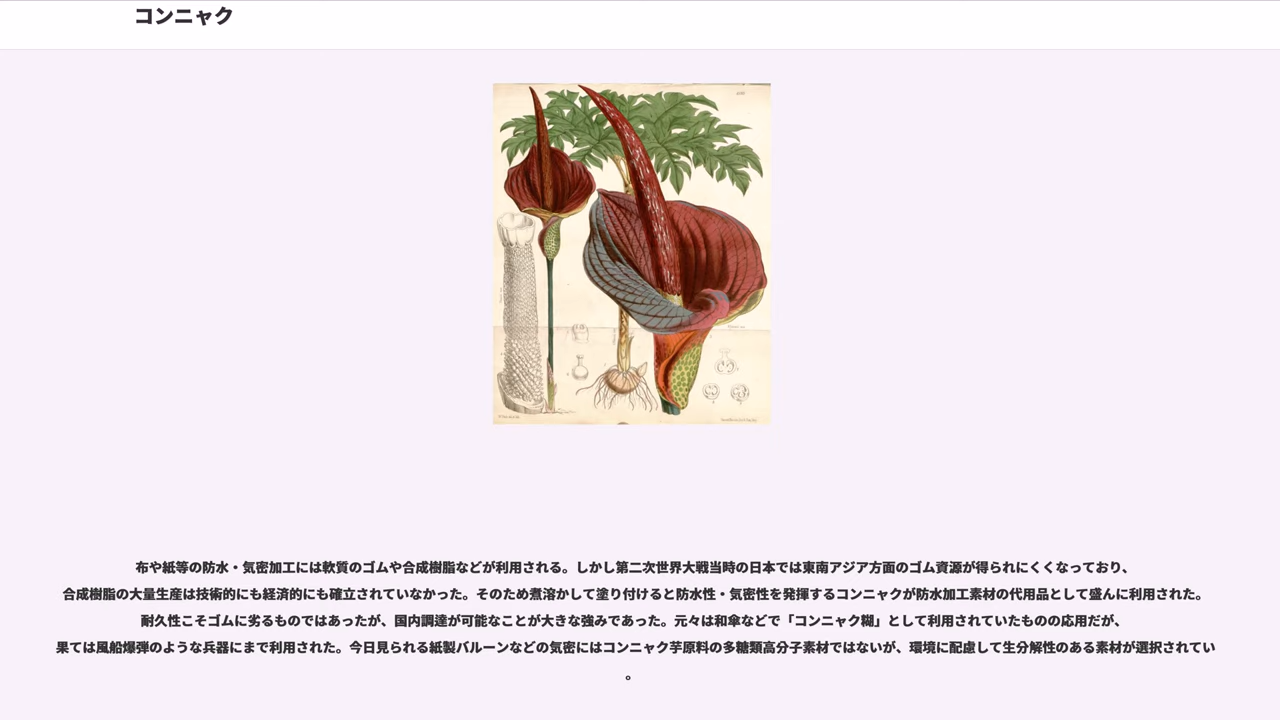 コンニャク
布や紙等の防水・気密加工には軟質のゴムや合成樹脂などが利用される。しかし第二次世界大戦当時の日本では東南アジア方面のゴム資源が得られにくくなっており、
合成樹脂の大量生産は技術的にも経済的にも確立されていなかった。そのため煮溶かして塗り付けると防水性・気密性を発揮するコンニャクが防水加工素材の代用品として盛んに利用された。
耐久性こそゴムに劣るものではあったが、国内調達が可能なことが大きな強みであった。元々は和傘などで「コンニャク糊」として利用されていたものの応用だが、
果ては風船爆弾のような兵器にまで利用された。今日見られる紙製バルーンなどの気密にはコンニャク芋原料の多糖類高分子素材ではないが、環境に配慮して生分解性のある素材が選択されてい
。